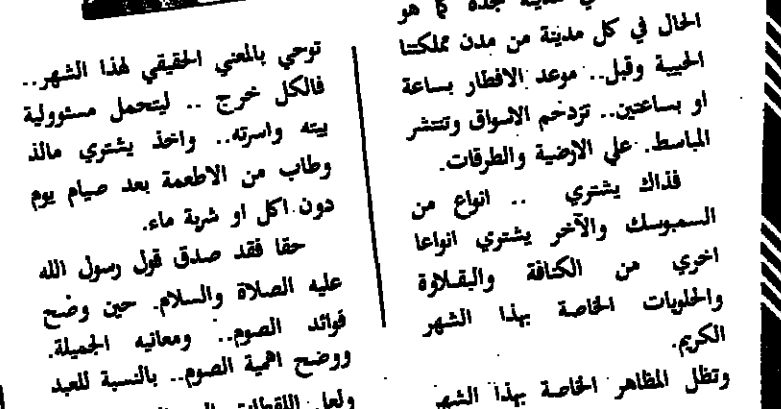 مدينة جدة كما هو
الحال في كل مدينة من مدن مملكتنا
الحبيبة وقبل.. موعد الافطار بساعة
او بساعتين.. تزدحم الاسواق وتنتشر
المباسط. علي الارضية والطرقات.
فذاك يشتري .. انواع من
السمبوسك والآخر يشتري انواعا
اخري من الكنافة والبقلاوة
والحلويات الخاصة بهذا الشهر
الكريم.
وتظل المظاهر الخاصة بهذا الشهر
توحي بالمعني الحقيقي لهذا الشهر..
فالكل خرج .. ليتحمل مسئوولية
بيته واسرته.. واخذ يشتري مالذ
وطاب من الاطعمة بعد صيام يوم
دون اكل او شربة ماء.
حقا فقد صدق قول رسول الله
عليه الصلاة والسلام. حين وضح
فوائد الصوم.. ومعانيه الجميلة.
ووضح اهمية الصوم.. بالنسبة للعبد
ولعل